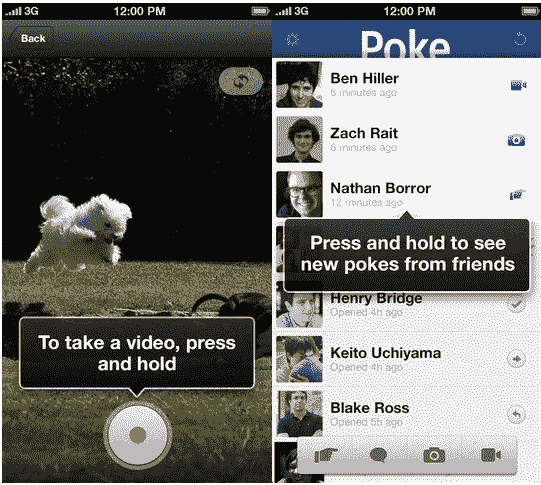 3G 12:00 PM
Back
To take a video, press
and hold
3G 12:00 PM
Poke
Ben Hiller
6 minutes ago
Zach Rait
6 minutes ago
Nathan Borror
12 minutes ago
Press and hold to see
new pokes from friends
Henry Bridge
Opened 4h ago
Keito Uchiyama
Opened 4h ago
Blake Ross
Opened 5h ago